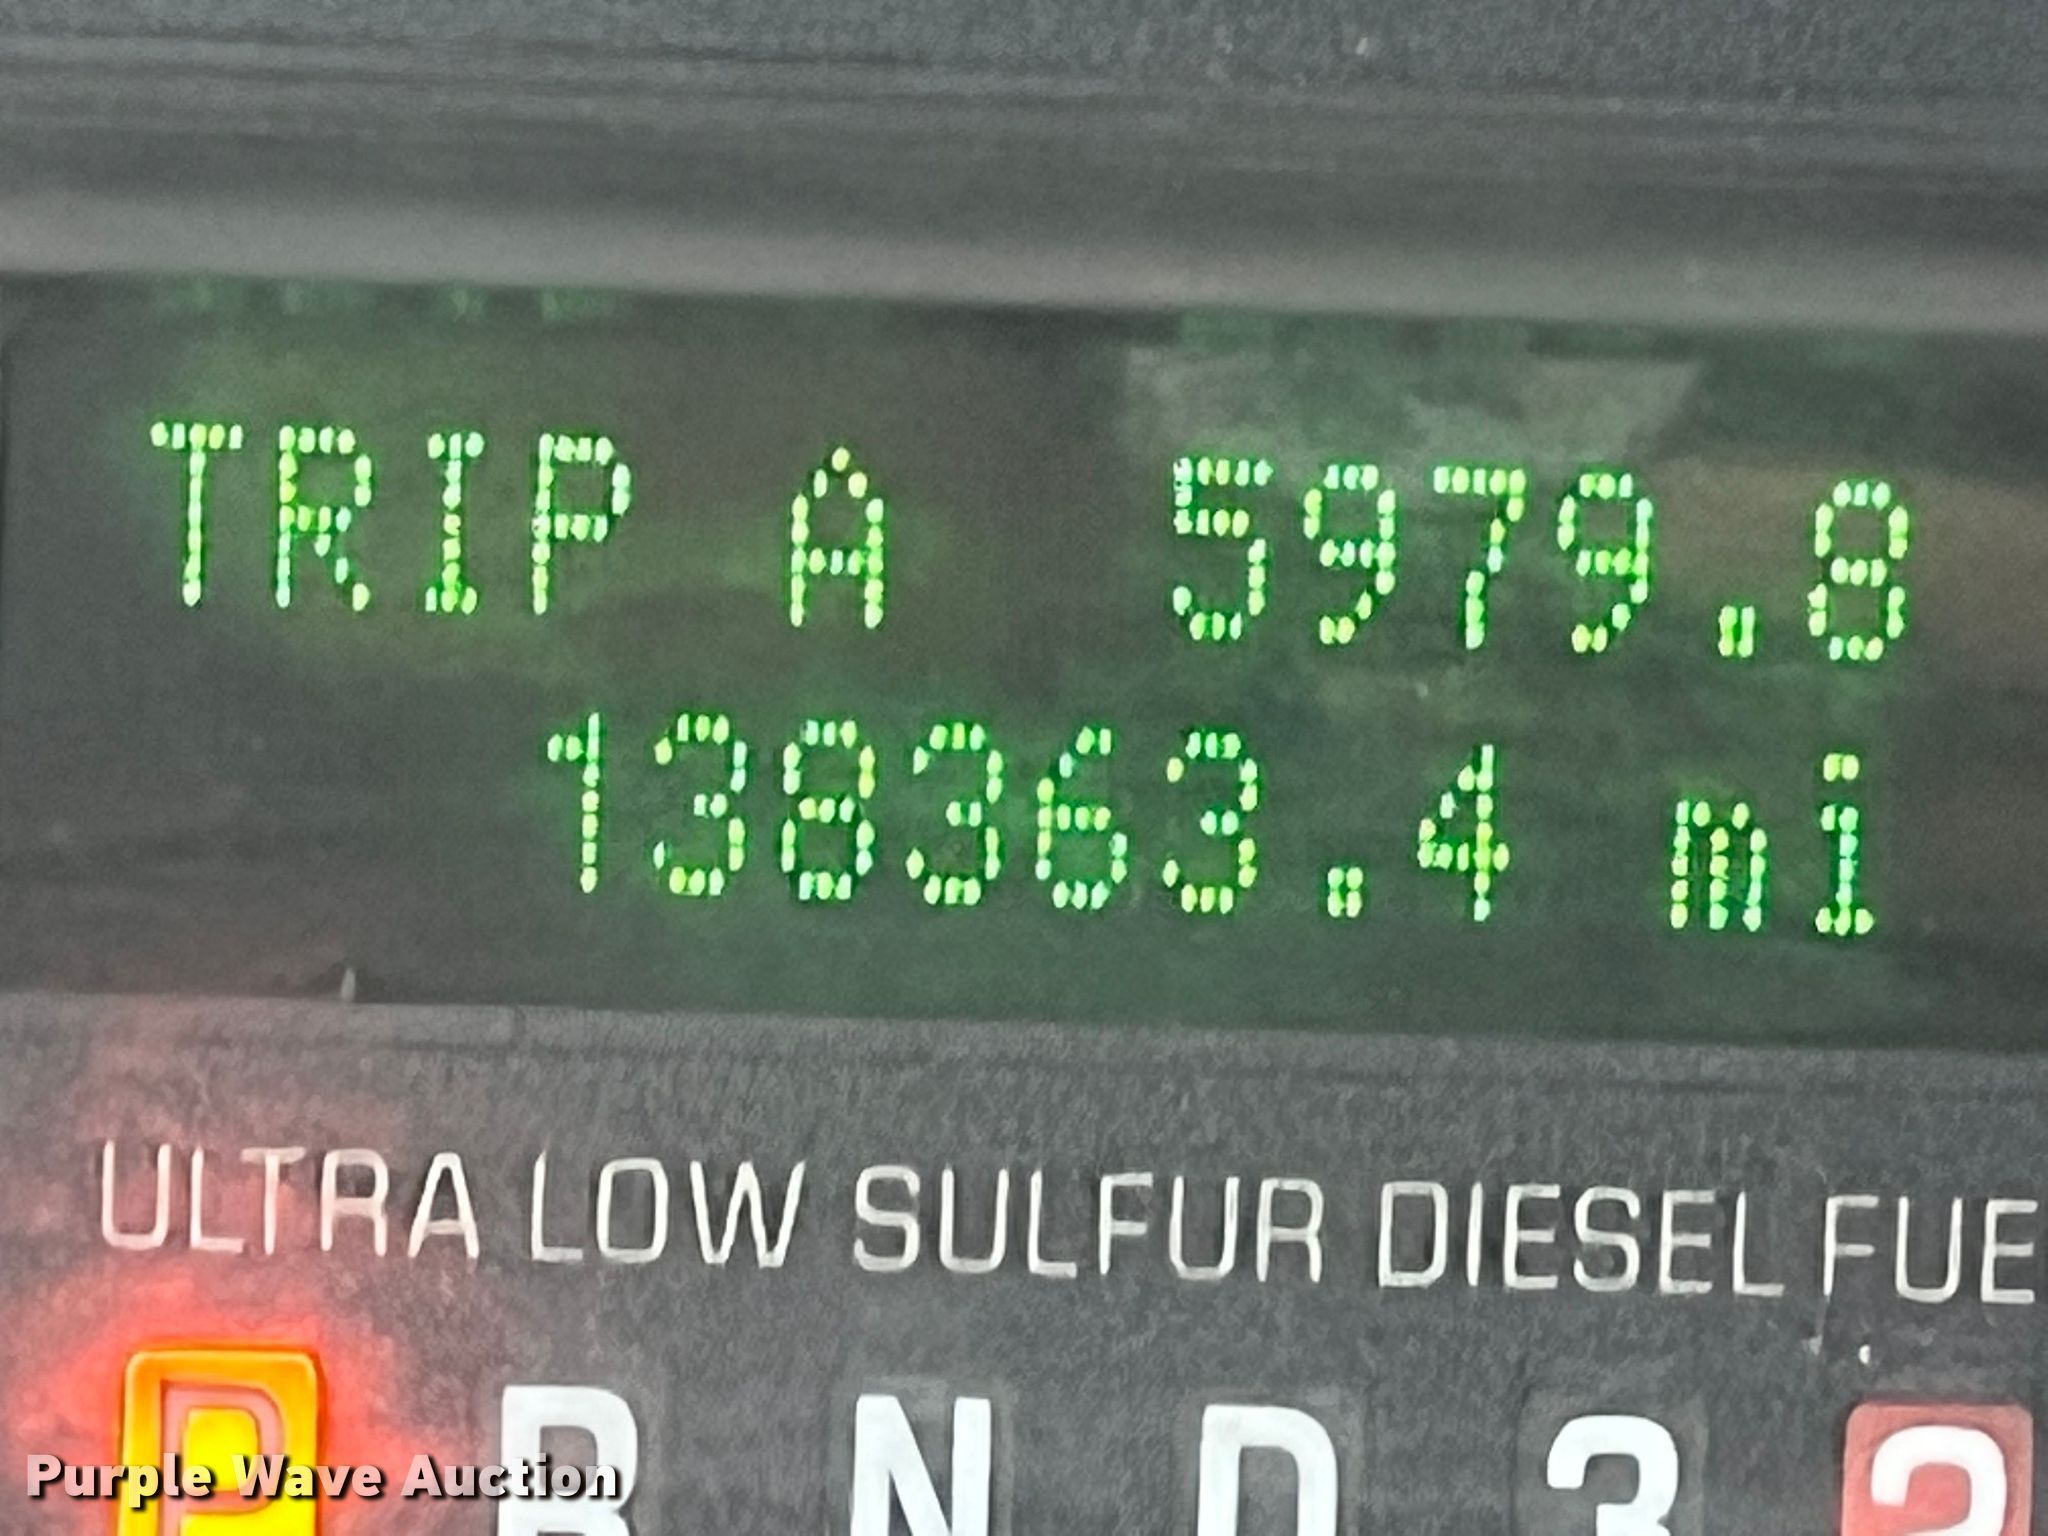 TRIP A 5979.8
138363.4 mi
ULTRA LOW SULFUR DIESEL FUE
P R N D 3 2
Purple Wave Auction